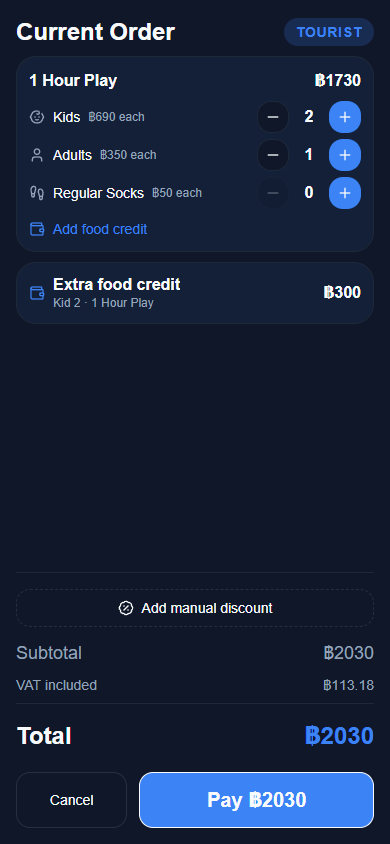 Current Order
TOURIST
1 Hour Play ฿1730
Kids ฿690 each − 2 +
Adults ฿350 each − 1 +
Regular Socks ฿50 each − 0 +
Add food credit
Extra food credit ฿300
Kid 2 · 1 Hour Play
Add manual discount
Subtotal ฿2030
VAT included ฿113.18
Total ฿2030
Cancel
Pay ฿2030